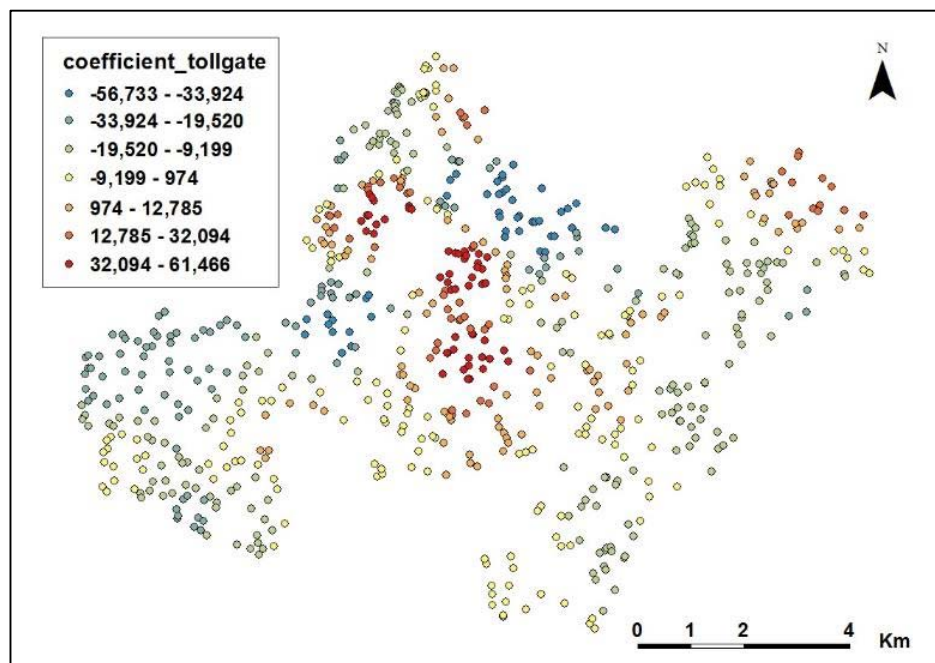 coefficient_tollgate
-56,733 - -33,924
-33,924 - -19,520
-19,520 - -9,199
-9,199 - 974
974 - 12,785
12,785 - 32,094
32,094 - 61,466
N
0 1 2 4 Km